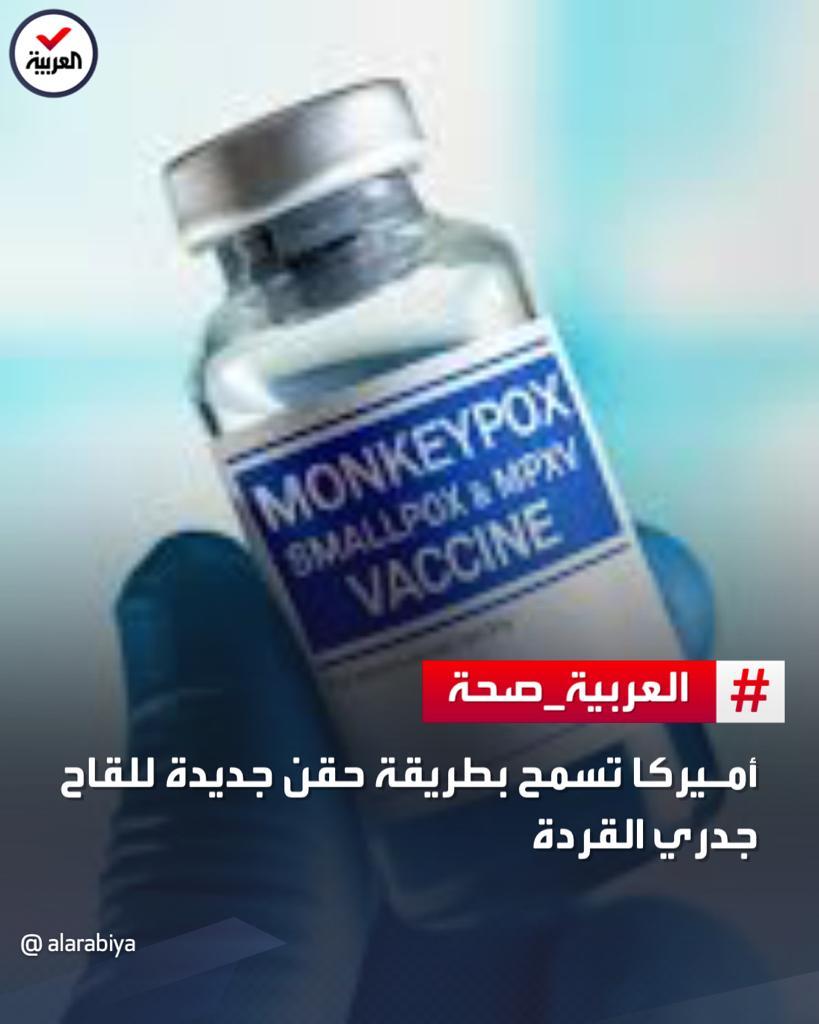 العربية
MONKEYPOX
SMALLPOX & MPXV
VACCINE
#العربية_صحة
أمـيركا تسمح بطريقة حقن جديدة للقاح
جدري القردة
@ alarabiya